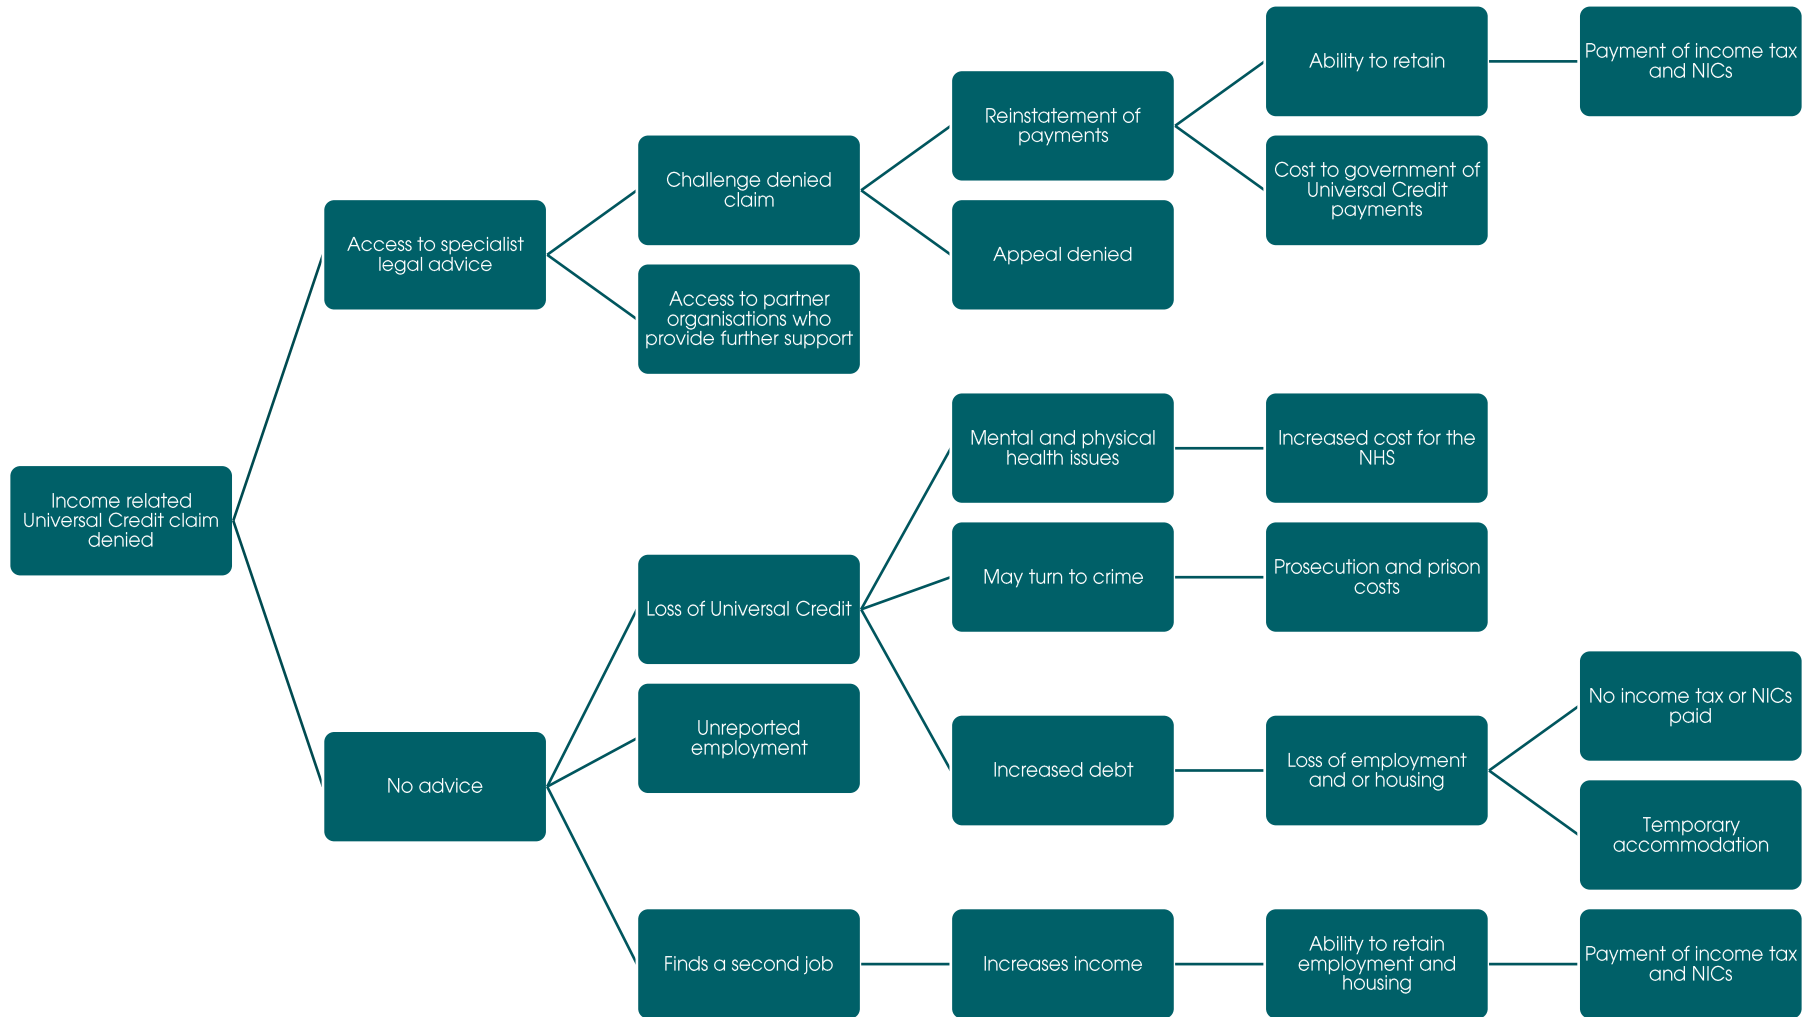 Income related
Universal Credit claim
denied
Access to specialist
legal advice
No advice
Challenge denied
claim
Access to partner
organisations who
provide further support
Loss of Universal Credit
Unreported
employment
Finds a second job
Reinstatement of
payments
Appeal denied
Mental and physical
health issues
May turn to crime
Increased debt
Increases income
Ability to retain
Cost to government of
Universal Credit
payments
Increased cost for the
NHS
Prosecution and prison
costs
Loss of employment
and or housing
Ability to retain
employment and
housing
Payment of income tax
and NICs
No income tax or NICs
paid
Temporary
accommodation
Payment of income tax
and NICs